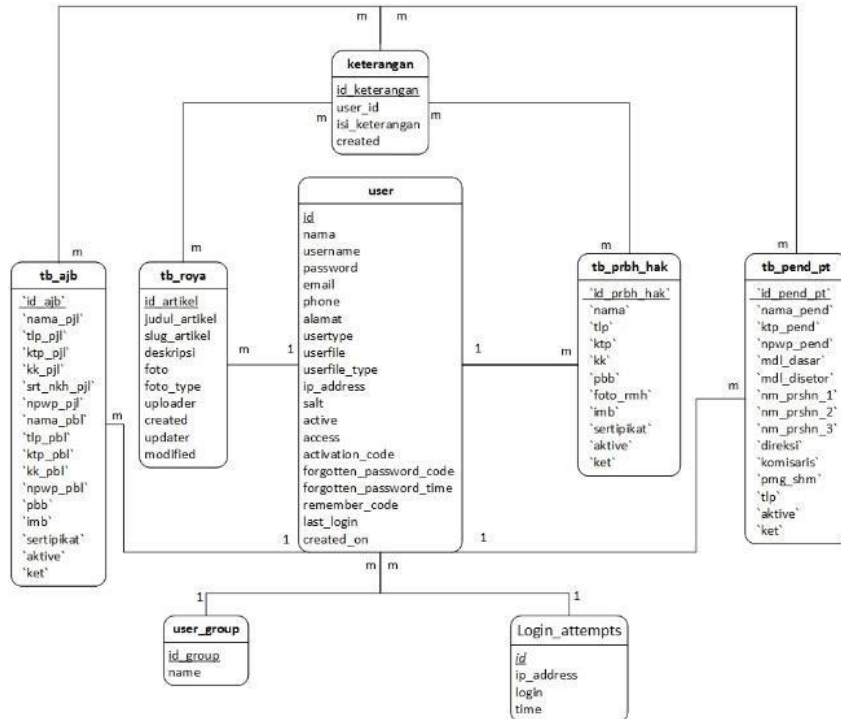 m
m
keterangan
id_keterangan
user_id
isi_keterangan
created
m
m
m
m
m
m
user
id
nama
username
password
email
phone
alamat
usertype
userfile
userfile_type
ip_address
salt
active
access
activation_code
forgotten_password_code
forgotten_password_time
remember_code
last_login
created_on
tb_ajb
`id_ajb`
`nama_pjl`
`tlp_pjl`
`ktp_pjl`
`kk_pjl`
`srt_nkh_pjl`
`npwp_pjl`
`nama_pbl`
`tlp_pbl`
`ktp_pbl`
`kk_pbl`
`npwp_pbl`
`pbb`
`imb`
`sertipikat`
`aktive`
`ket`
tb_roya
id_artikel
judul_artikel
slug_artikel
deskripsi
foto
foto_type
uploader
created
updater
modified
tb_prbh_hak
`id_prbh_hak`
`nama`
`tlp`
`ktp`
`kk`
`pbb`
`foto_rmh`
`imb`
`sertipikat`
`aktive`
`ket`
tb_pend_pt
`id_pend_pt`
`nama_pend`
`ktp_pend`
`npwp_pend`
`mdl_dasar`
`mdl_disetor`
`nm_prshn_1`
`nm_prshn_2`
`nm_prshn_3`
`direksi`
`komisaris`
`pmg_shm`
`tlp`
`aktive`
`ket`
m
1
1
m
m
m
1
1
m
m
1
1
user_group
id_group
name
Login_attempts
id
ip_address
login
time